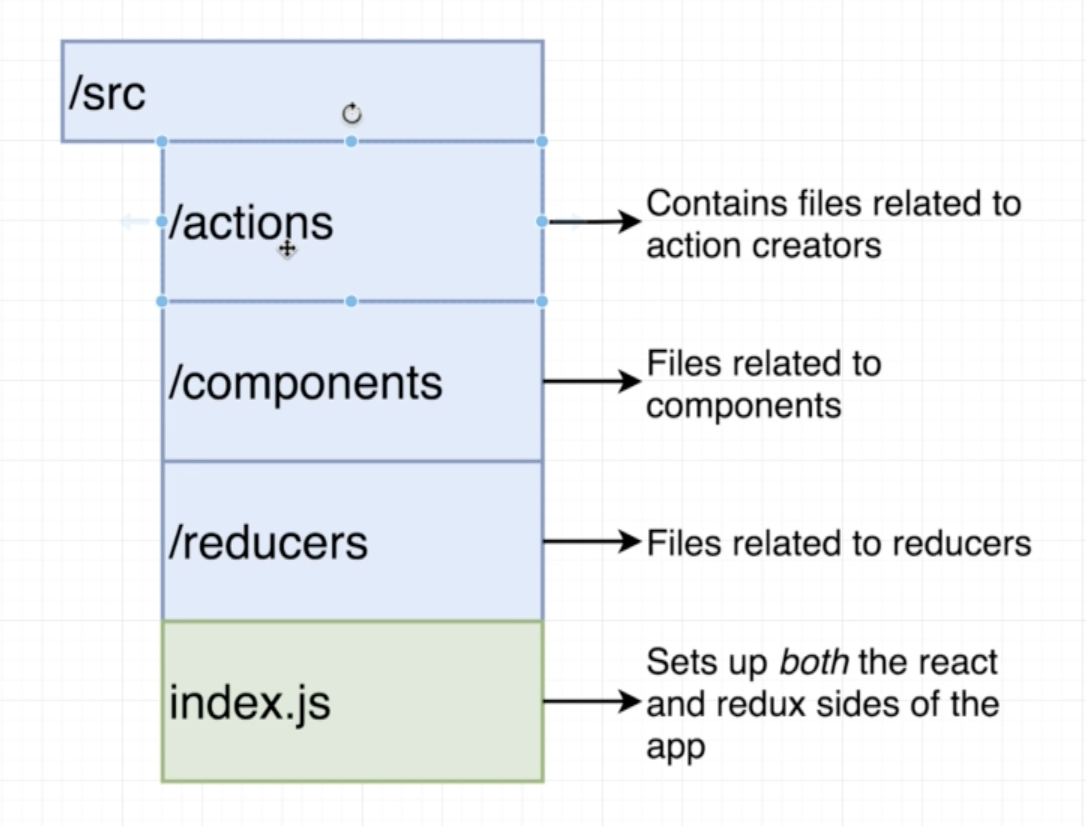 /src
/actions
Contains files related to
action creators
/components
Files related to
components
/reducers
Files related to reducers
index.js
Sets up both the react
and redux sides of the
app